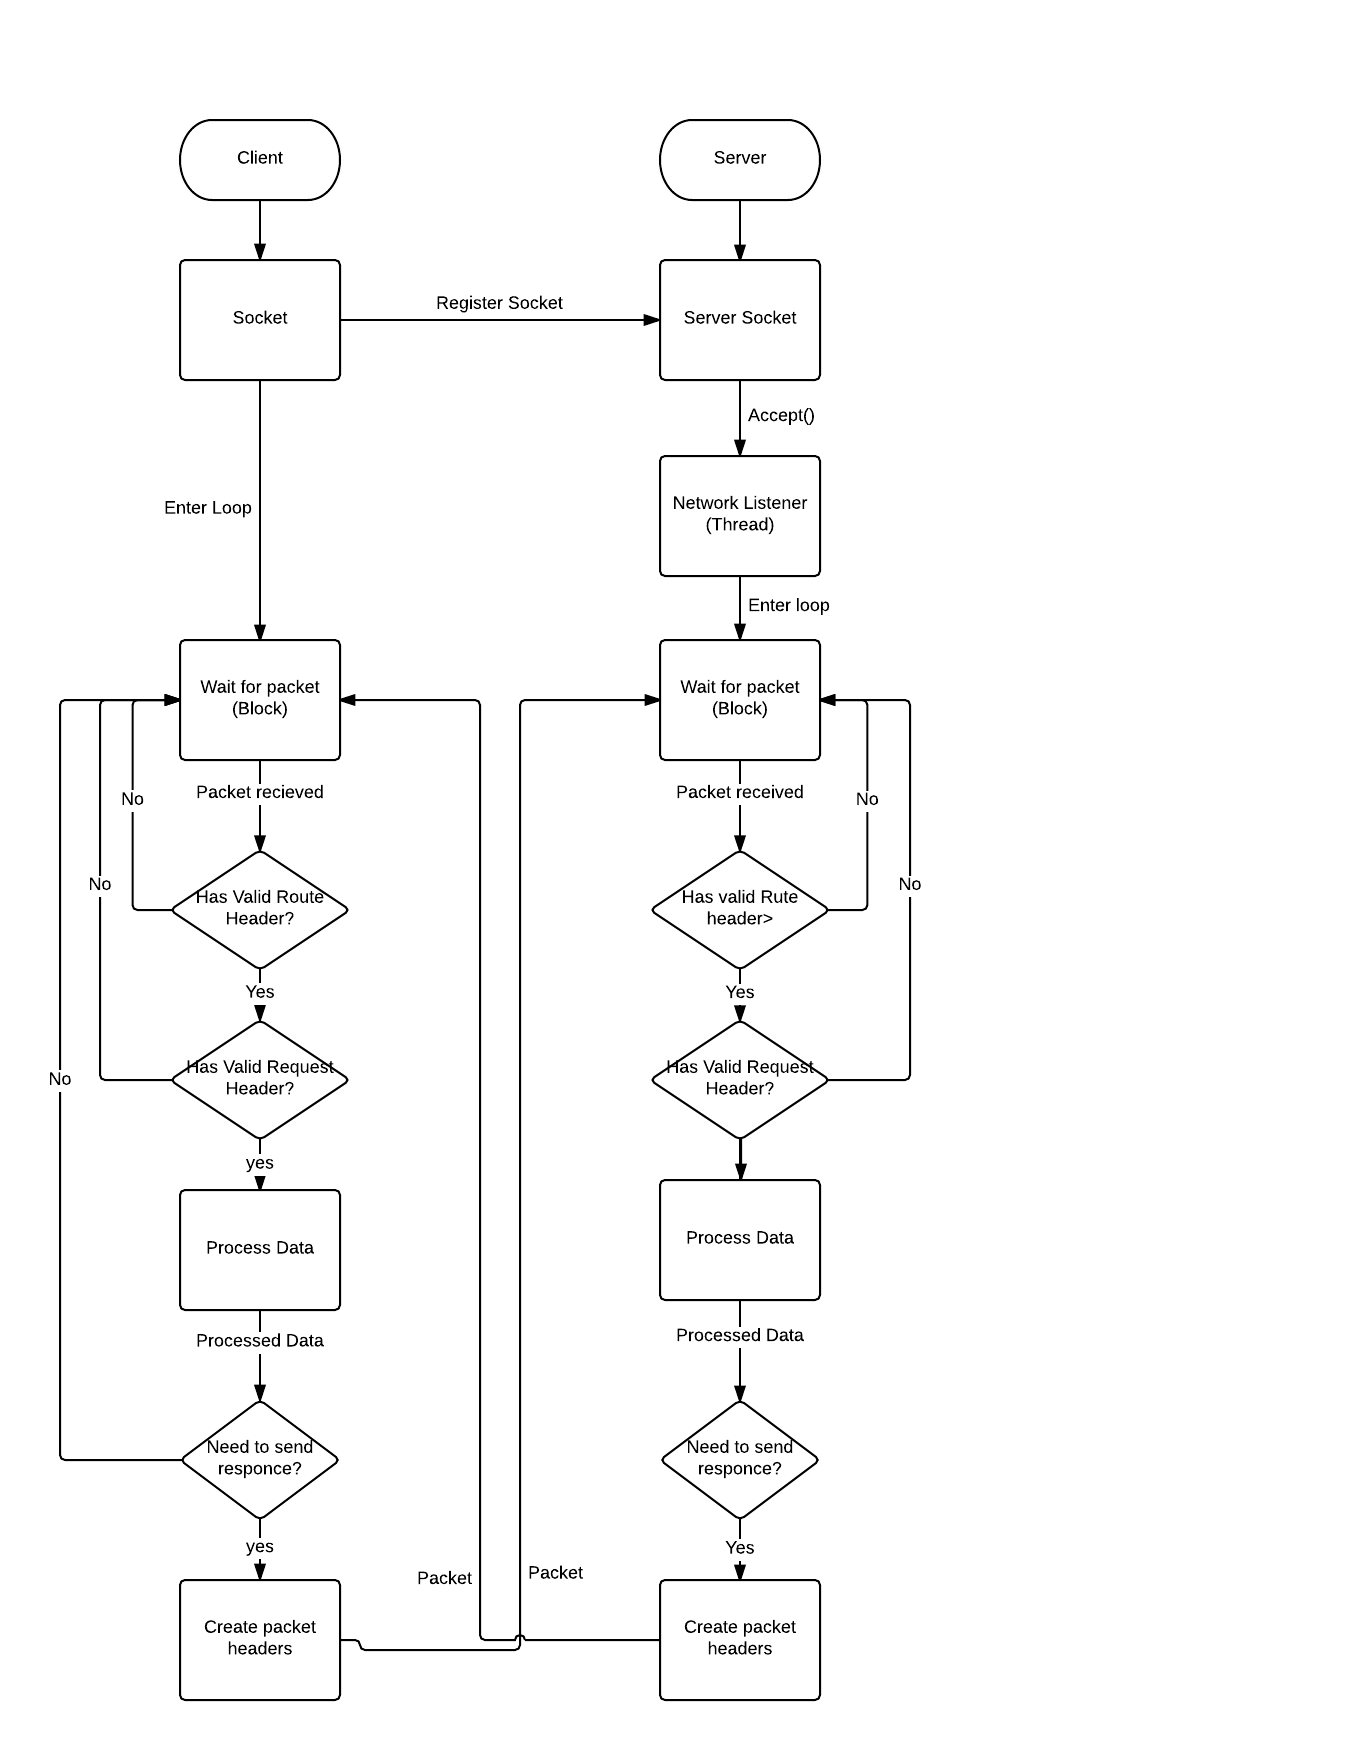 Client
Server
Socket
Register Socket
Server Socket
Accept()
Enter Loop
Network Listener
(Thread)
Enter loop
Wait for packet
(Block)
Wait for packet
(Block)
Packet recieved
No
Packet received
No
No
Has Valid Route
Header?
Has valid Rute
header>
No
Yes
Yes
No
Has Valid Request
Header?
Has Valid Request
Header?
yes
Process Data
Process Data
Processed Data
Processed Data
Need to send
responce?
Need to send
responce?
yes
Yes
Packet
Packet
Create packet
headers
Create packet
headers